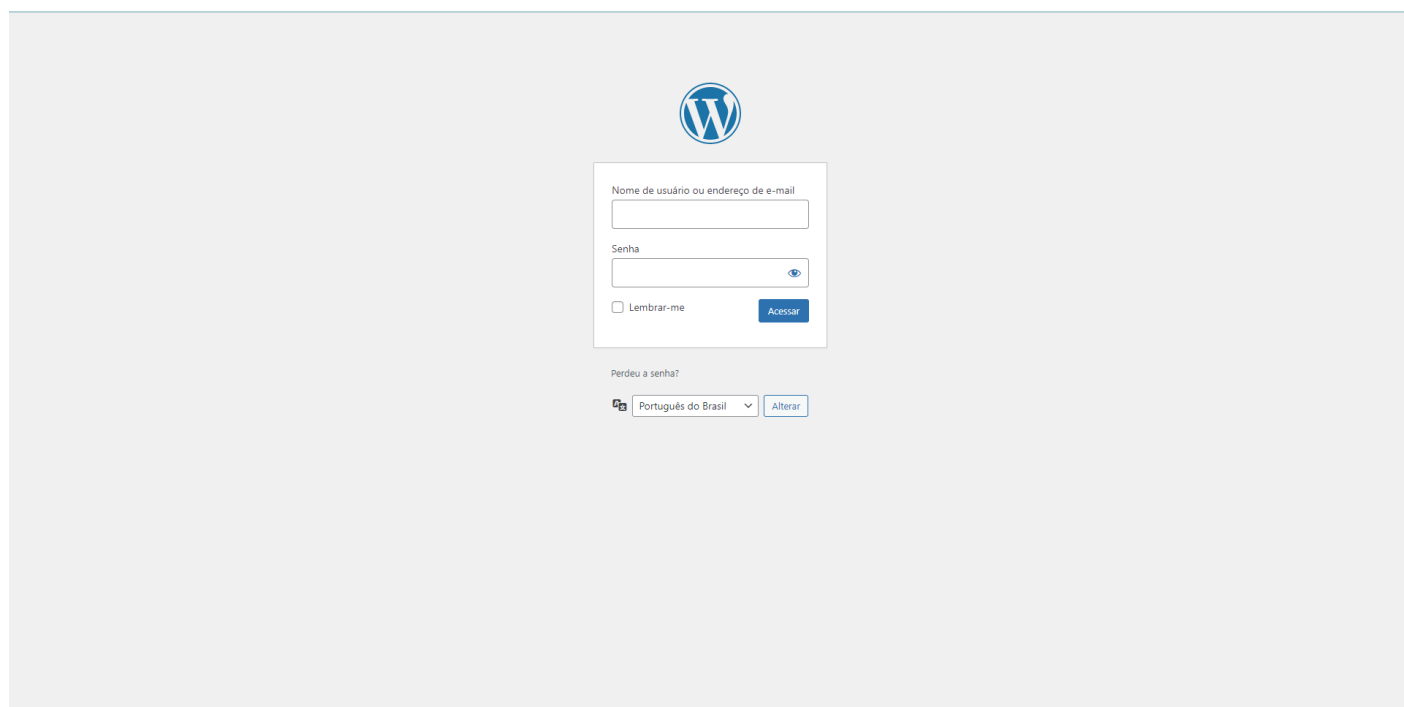 Nome de usuário ou endereço de e-mail
Senha
Lembrar-me
Acessar
Perdeu a senha?
Português do Brasil
Alterar